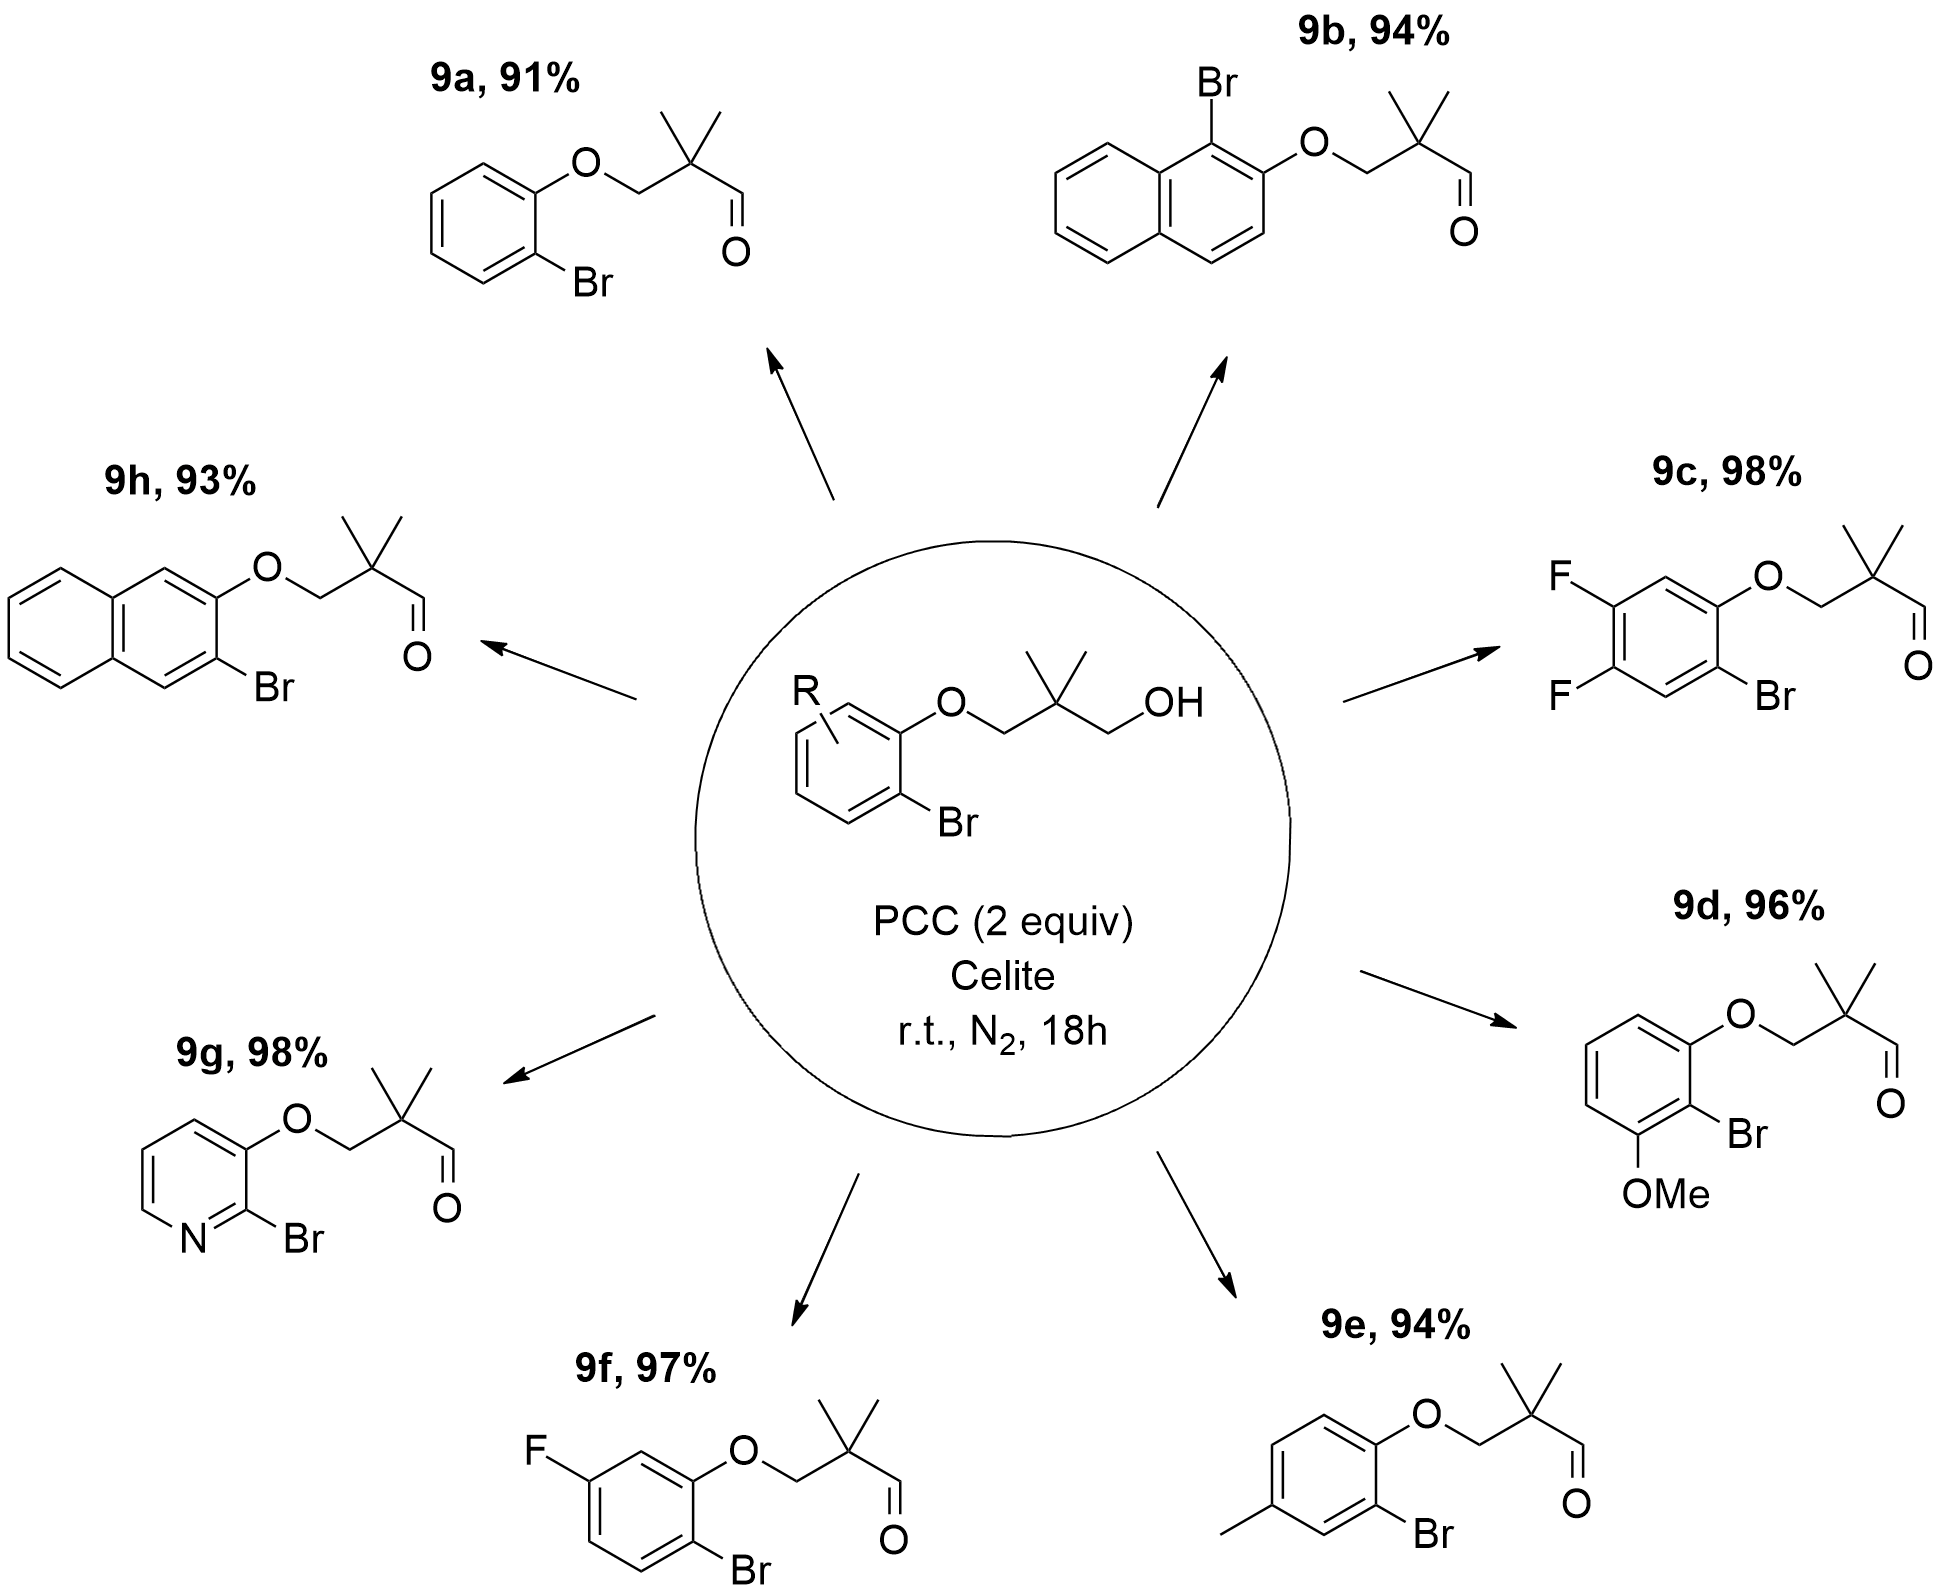 9b, 94%
9a, 91%
Br
O
O
O
Br
O
9h, 93%
9c, 98%
O
O
Br
F
O
F
Br
O
R
O
OH
Br
PCC (2 equiv)
Celite
r.t., N2, 18h
9d, 96%
O
Br
O
OMe
9g, 98%
O
N
Br
O
9e, 94%
O
Br
O
9f, 97%
F
O
Br
O